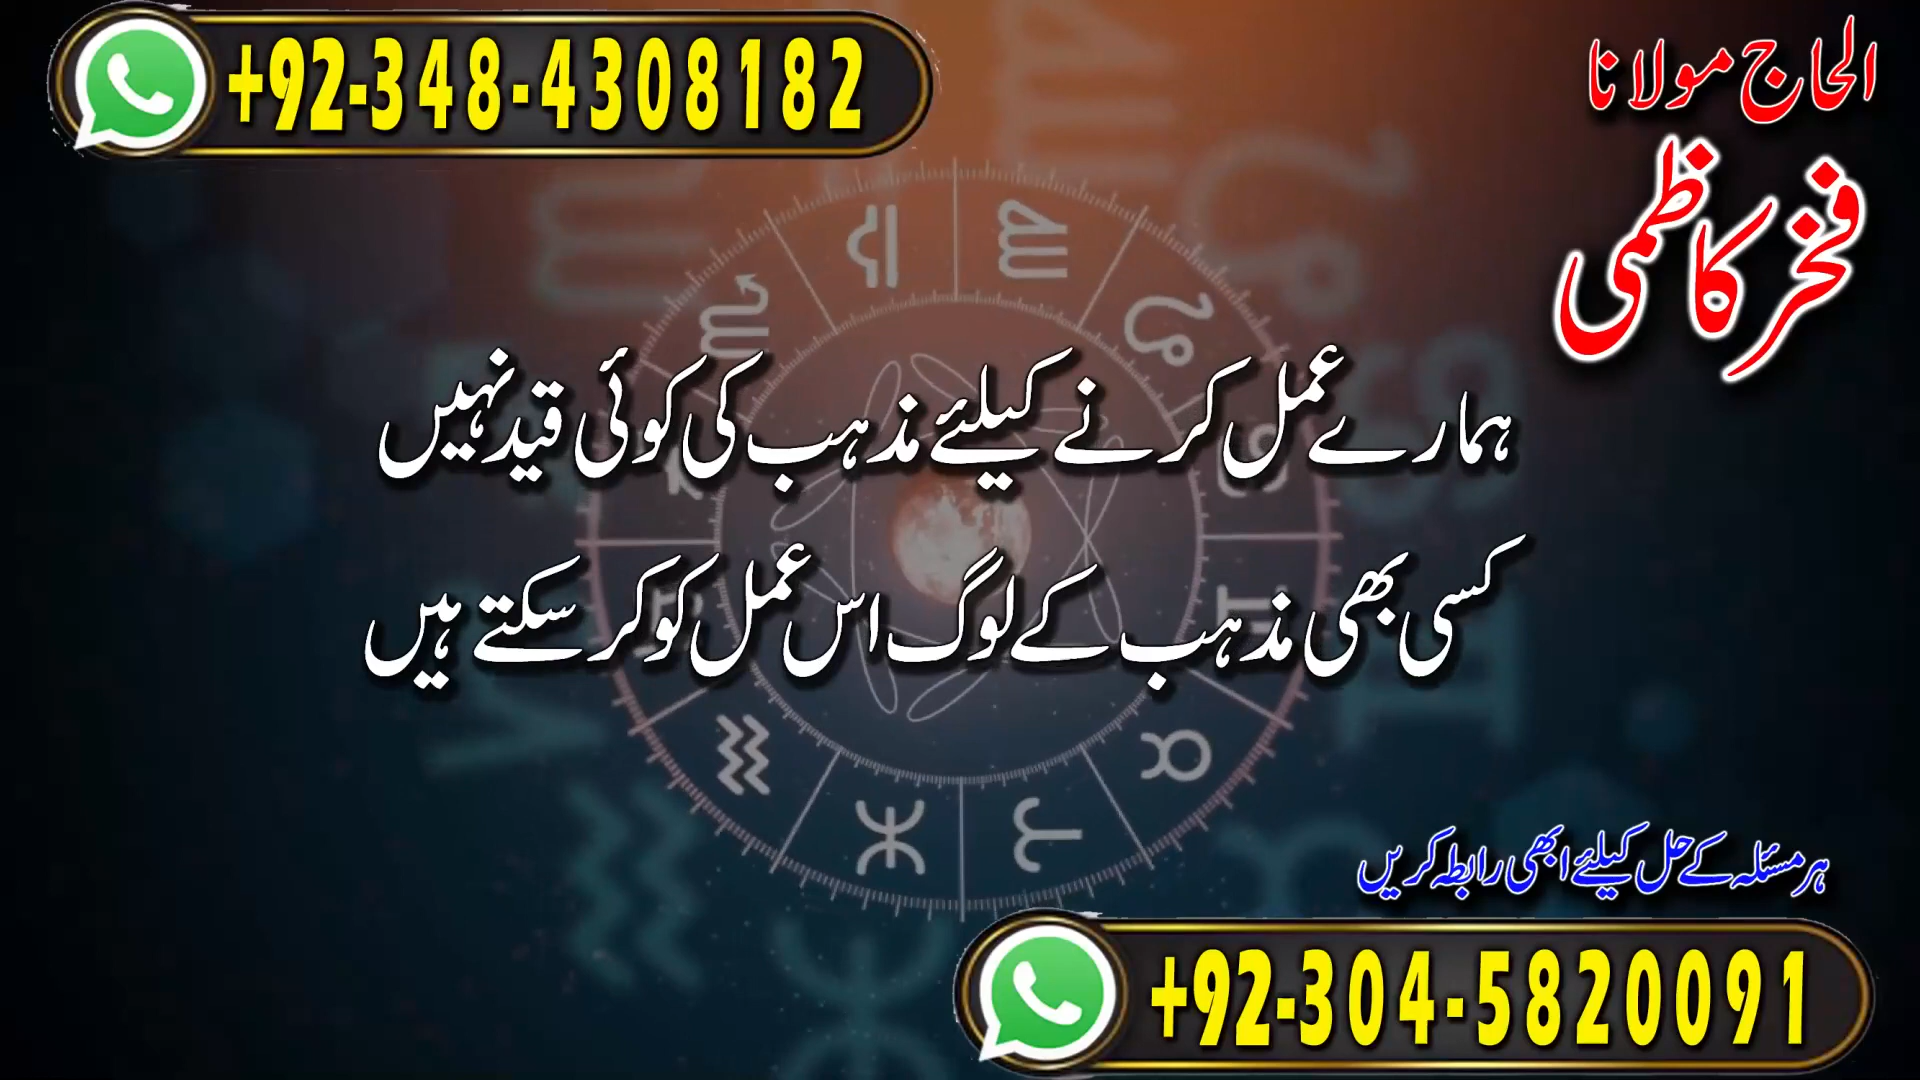 +92-348-4308182
الحاج مولانا
فخر کاظمی
ہمارے عمل کرنے کیلئے مذہب کی کوئی قید نہیں
کسی بھی مذہب کے لوگ اس عمل کو کر سکتے ہیں
ہر مسئلہ کے حل کیلئے ابھی رابطہ کریں
+92-304-5820091